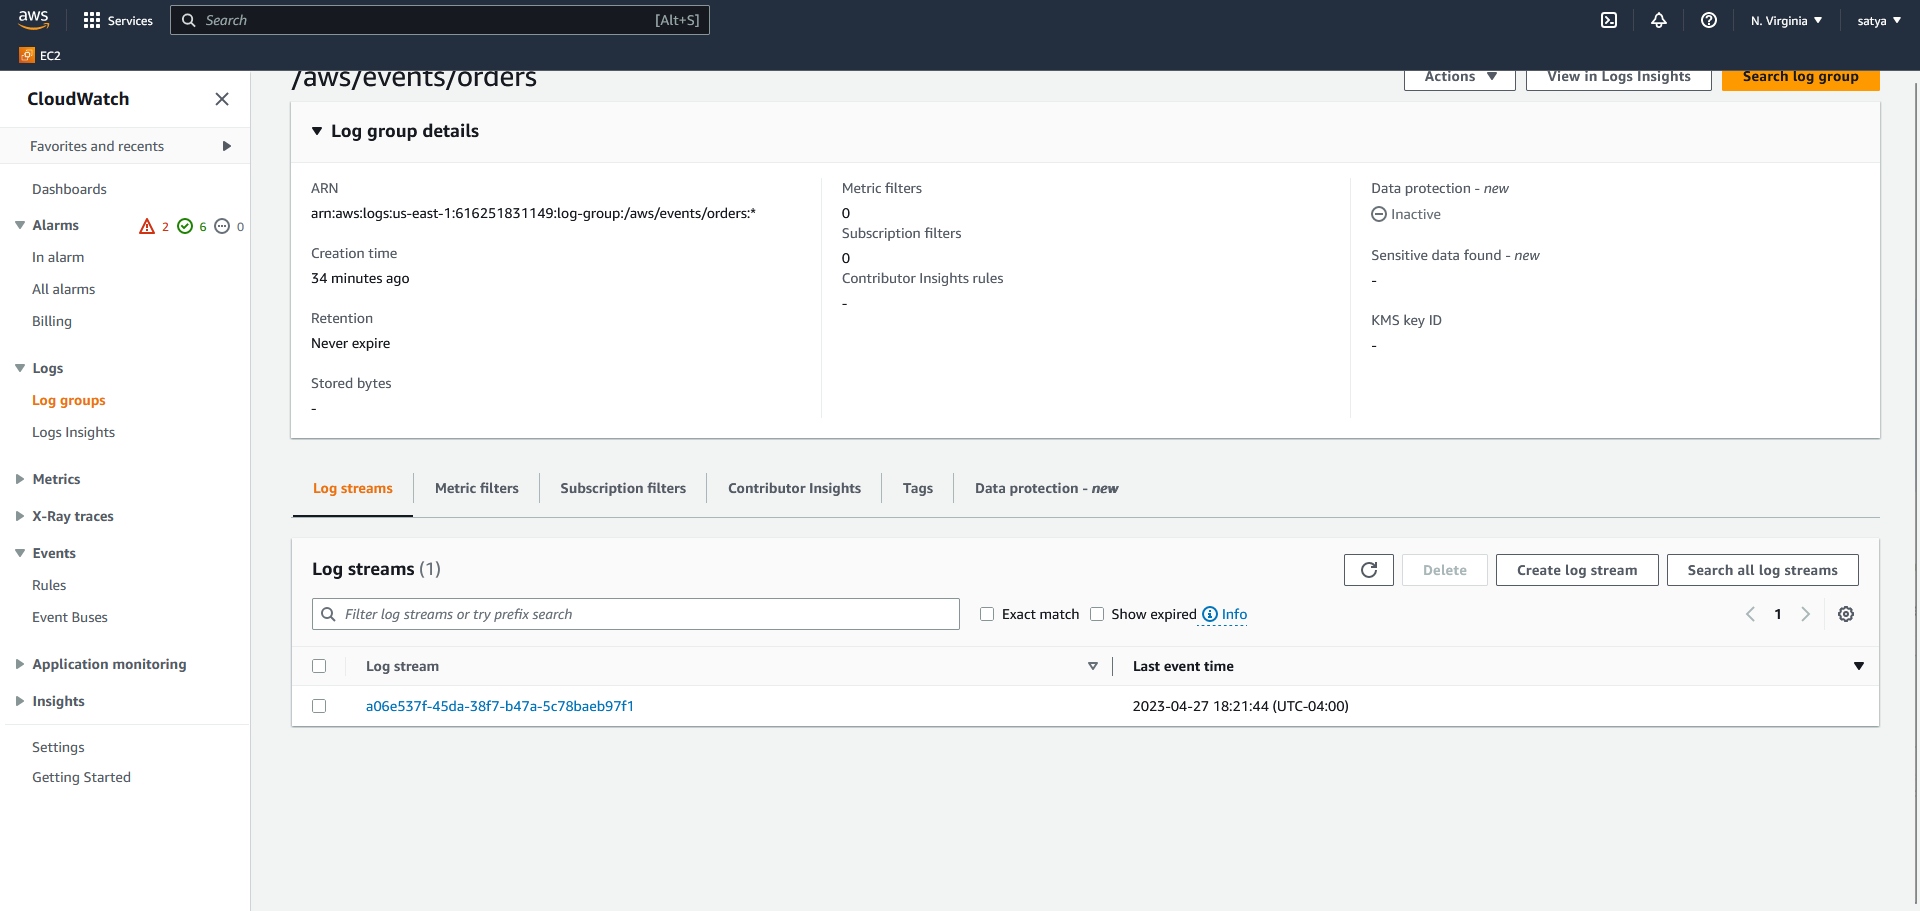 aws
Services
Search
[Alt+S]
N. Virginia
satya
EC2
CloudWatch
Favorites and recents
Dashboards
Alarms 2 6 0
In alarm
All alarms
Billing
Logs
Log groups
Logs Insights
Metrics
X-Ray traces
Events
Rules
Event Buses
Application monitoring
Insights
Settings
Getting Started
/aws/events/orders
Actions
View in Logs Insights
Search log group
Log group details
ARN
arn:aws:logs:us-east-1:616251831149:log-group:/aws/events/orders:*
Creation time
34 minutes ago
Retention
Never expire
Stored bytes
-
Metric filters
0
Subscription filters
0
Contributor Insights rules
-
Data protection - new
Inactive
Sensitive data found - new
-
KMS key ID
-
Log streams
Metric filters
Subscription filters
Contributor Insights
Tags
Data protection - new
Log streams (1)
Delete
Create log stream
Search all log streams
Filter log streams or try prefix search
Exact match
Show expired
Info
1
Log stream
Last event time
a06e537f-45da-38f7-b47a-5c78baeb97f1
2023-04-27 18:21:44 (UTC-04:00)